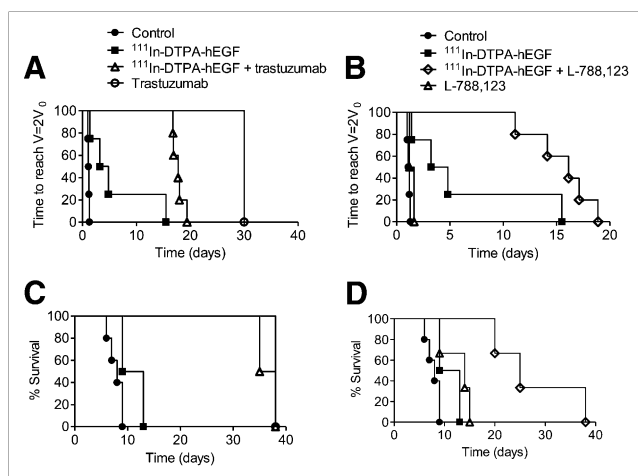 A
Control
¹¹¹In-DTPA-hEGF
¹¹¹In-DTPA-hEGF + trastuzumab
Trastuzumab
Time to reach V=2V₀
100
80
60
40
20
0
0 10 20 30 40
Time (days)
B
Control
¹¹¹In-DTPA-hEGF
¹¹¹In-DTPA-hEGF + L-788,123
L-788,123
Time to reach V=2V₀
100
80
60
40
20
0
0 5 10 15 20
Time (days)
C
% Survival
100
80
60
40
20
0
0 10 20 30 40
Time (days)
D
% Survival
100
80
60
40
20
0
0 10 20 30 40
Time (days)